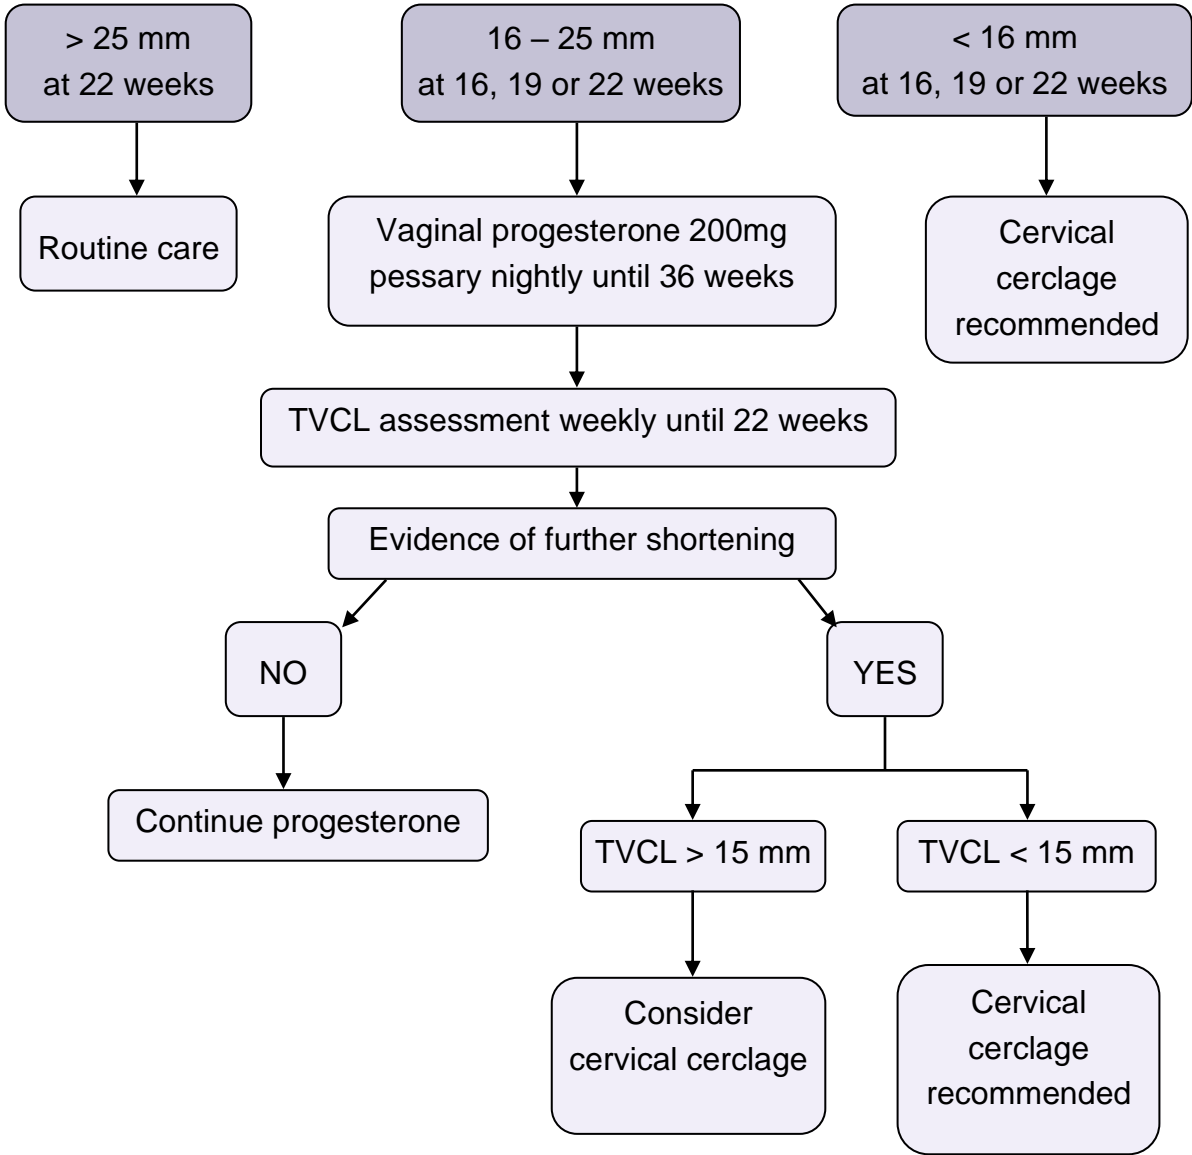 > 25 mm
at 22 weeks
16 – 25 mm
at 16, 19 or 22 weeks
< 16 mm
at 16, 19 or 22 weeks
Routine care
Vaginal progesterone 200mg
pessary nightly until 36 weeks
Cervical
cerclage
recommended
TVCL assessment weekly until 22 weeks
Evidence of further shortening
NO
YES
Continue progesterone
TVCL > 15 mm
TVCL < 15 mm
Consider
cervical cerclage
Cervical
cerclage
recommended